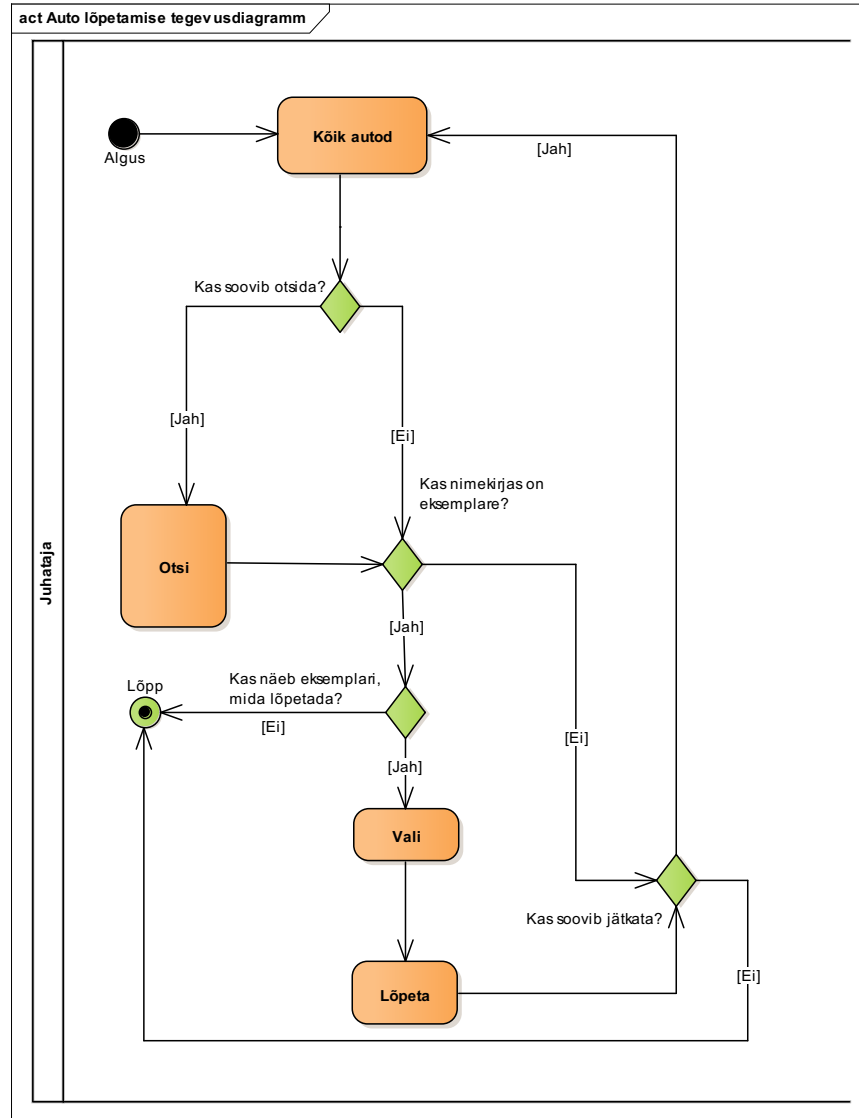 act Auto lõpetamise tegevusdiagramm
Juhataja
Algus
Kõik autod
[Jah]
Kas soovib otsida?
[Jah]
[Ei]
Kas nimekirjas on
eksemplare?
Otsi
[Jah]
Kas näeb eksemplari,
mida lõpetada?
Lõpp
[Ei]
[Ei]
[Jah]
Vali
Kas soovib jätkata?
[Ei]
Lõpeta